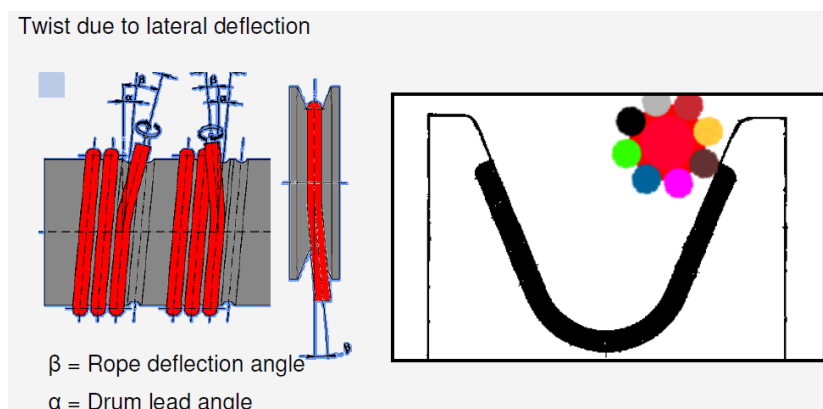 Twist due to lateral deflection
β
α
β
α
β
β = Rope deflection angle
α = Drum lead angle